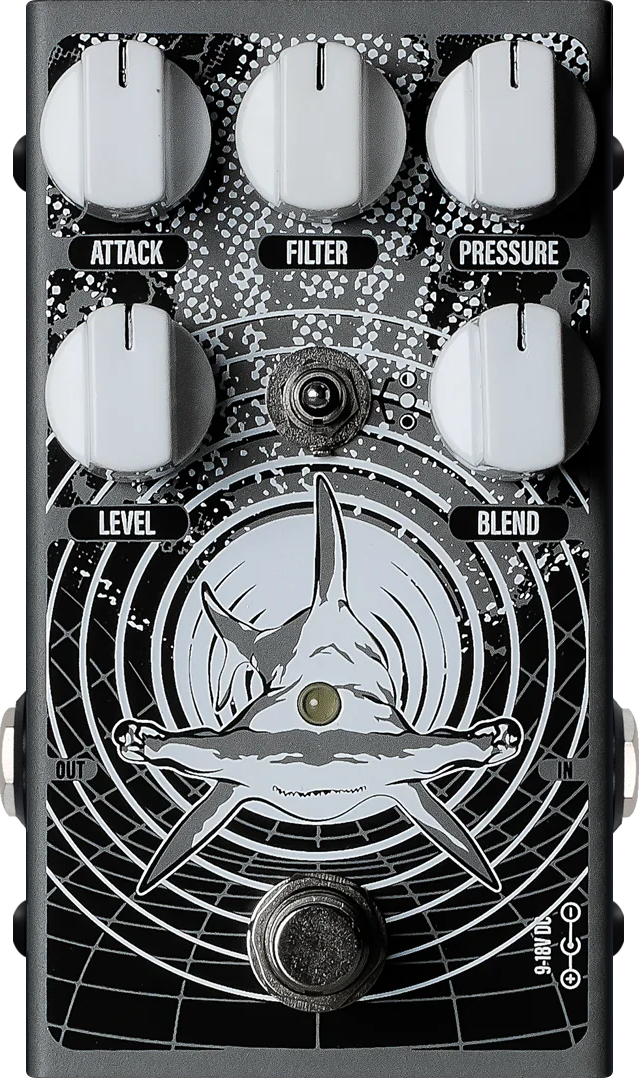 ATTACK
FILTER
PRESSURE
LEVEL
BLEND
OUT
IN
9-18V DC